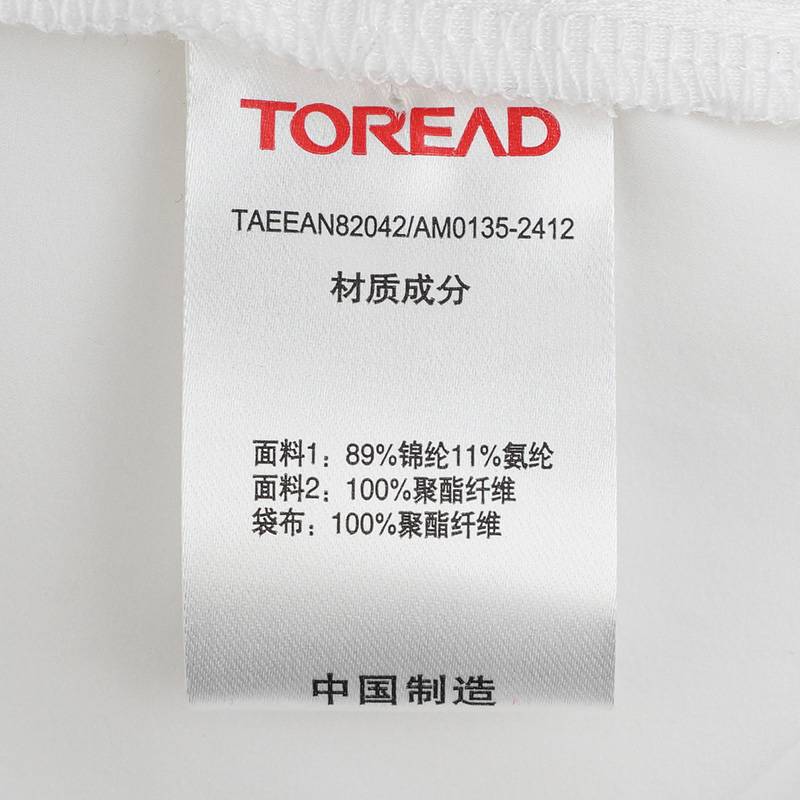 TOREAD
TAEEAN82042/AM0135-2412
材质成分
面料1：89%锦纶11%氨纶
面料2：100%聚酯纤维
袋布：100%聚酯纤维
中国制造